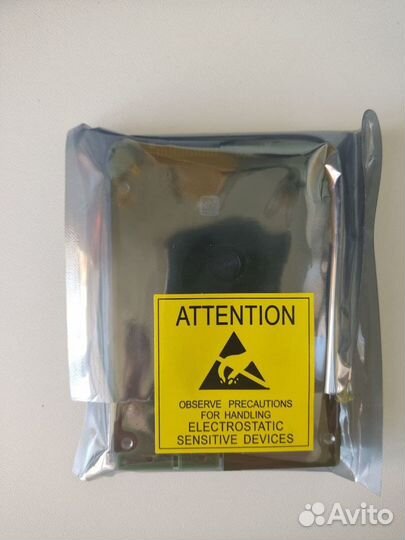 ATTENTION
OBSERVE PRECAUTIONS
FOR HANDLING
ELECTROSTATIC
SENSITIVE DEVICES
Avito